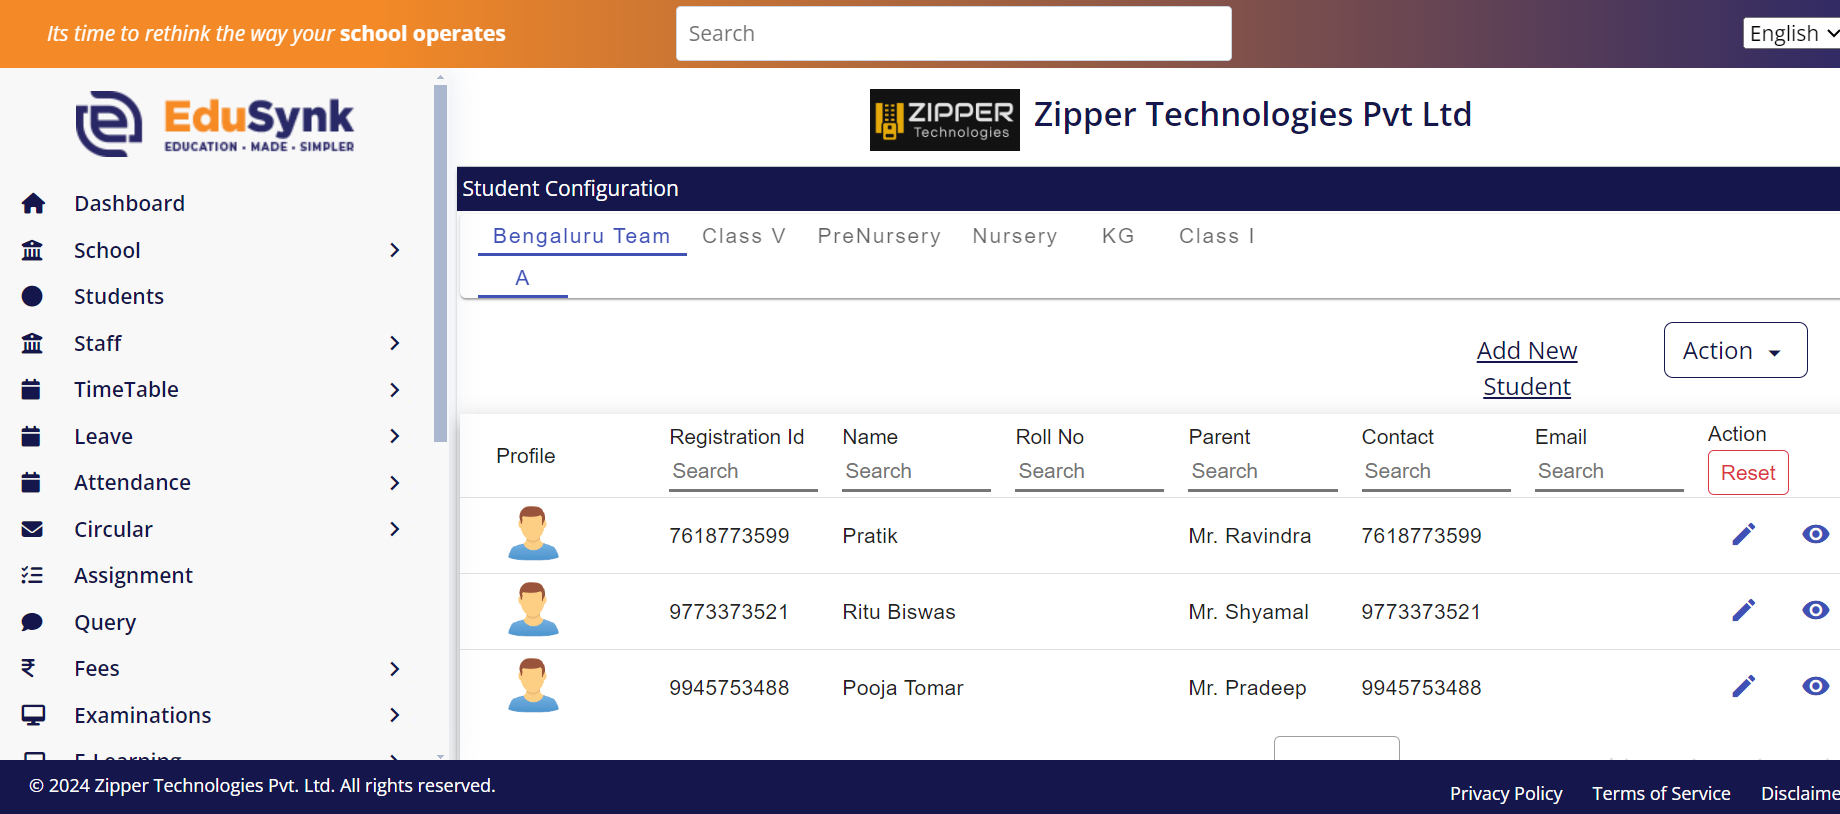 Its time to rethink the way your school operates
Search
English
EduSynk
EDUCATION • MADE • SIMPLER
ZIPPER
Technologies
Zipper Technologies Pvt Ltd
Dashboard
School
Students
Staff
TimeTable
Leave
Attendance
Circular
Assignment
Query
Fees
Examinations
E-Learning
Student Configuration
Bengaluru Team Class V PreNursery Nursery KG Class I
A
Add New
Student
Action
Profile Registration Id Name Roll No Parent Contact Email Action
Search Search Search Search Search Search Reset
7618773599 Pratik Mr. Ravindra 7618773599
9773373521 Ritu Biswas Mr. Shyamal 9773373521
9945753488 Pooja Tomar Mr. Pradeep 9945753488
© 2024 Zipper Technologies Pvt. Ltd. All rights reserved.
Privacy Policy Terms of Service Disclaime